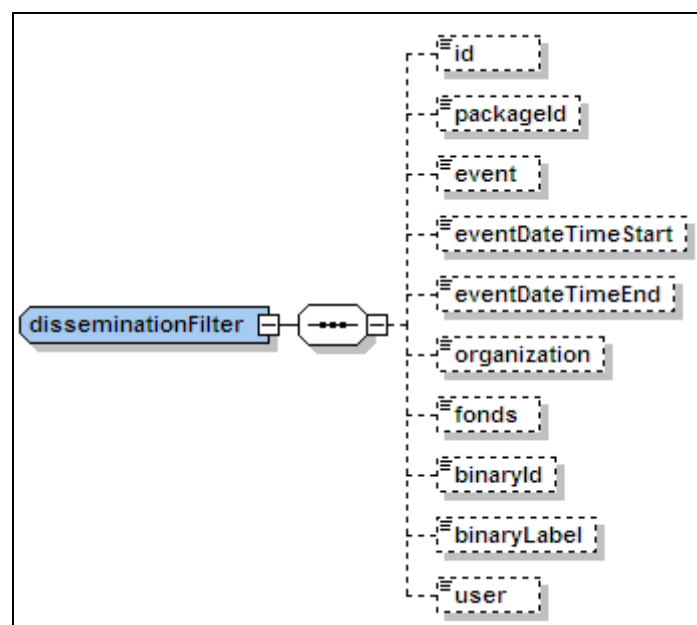 id
packageId
event
eventDateTimeStart
eventDateTimeEnd
disseminationFilter
organization
fonds
binaryId
binaryLabel
user